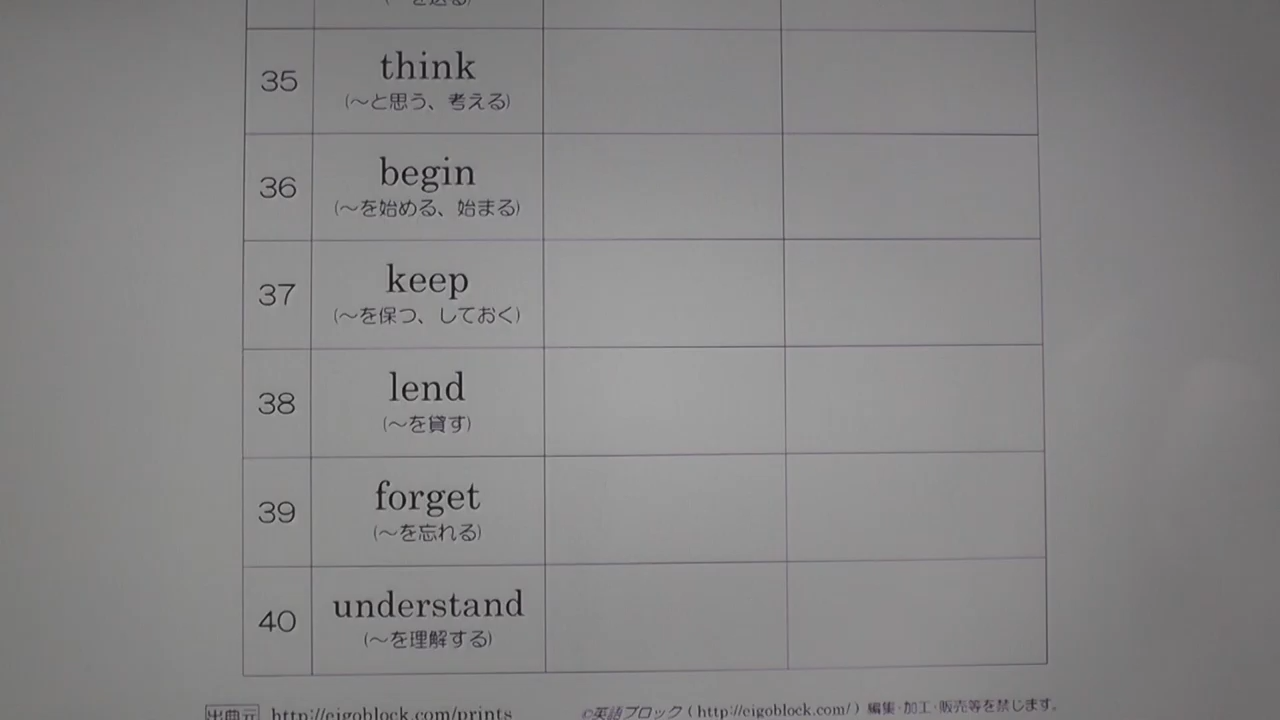 (～を送る)
35
think
(～と思う、考える)
36
begin
(～を始める、始まる)
37
keep
(～を保つ、しておく)
38
lend
(～を貸す)
39
forget
(～を忘れる)
40
understand
(～を理解する)
出典元 http://eigoblock.com/prints ©英語ブロック ( http://eigoblock.com/ ) 編集・加工・販売等を禁じます。